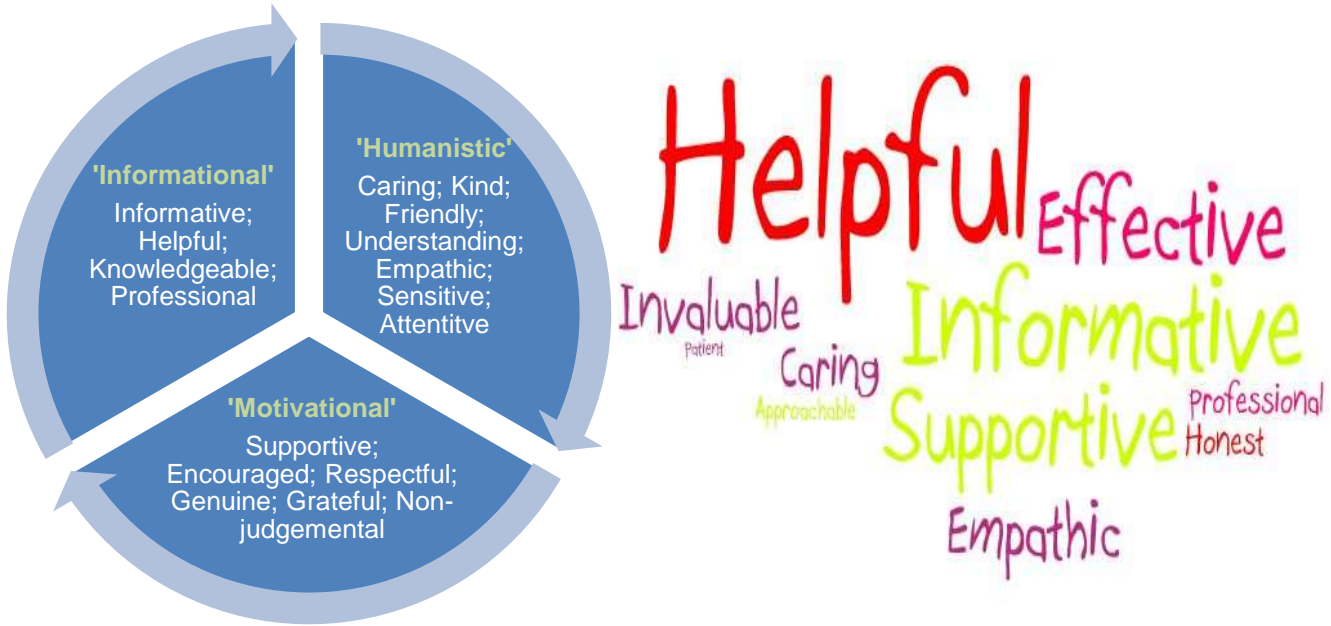 'Informational'
Informative;
Helpful;
Knowledgeable;
Professional
'Humanistic'
Caring; Kind;
Friendly;
Understanding;
Empathic;
Sensitive;
Attentitve
'Motivational'
Supportive;
Encouraged; Respectful;
Genuine; Grateful; Non-
judgemental
Helpful
Effective
Invaluable
Patient
Informative
Caring
Approachable
Supportive
Professional
Honest
Empathic